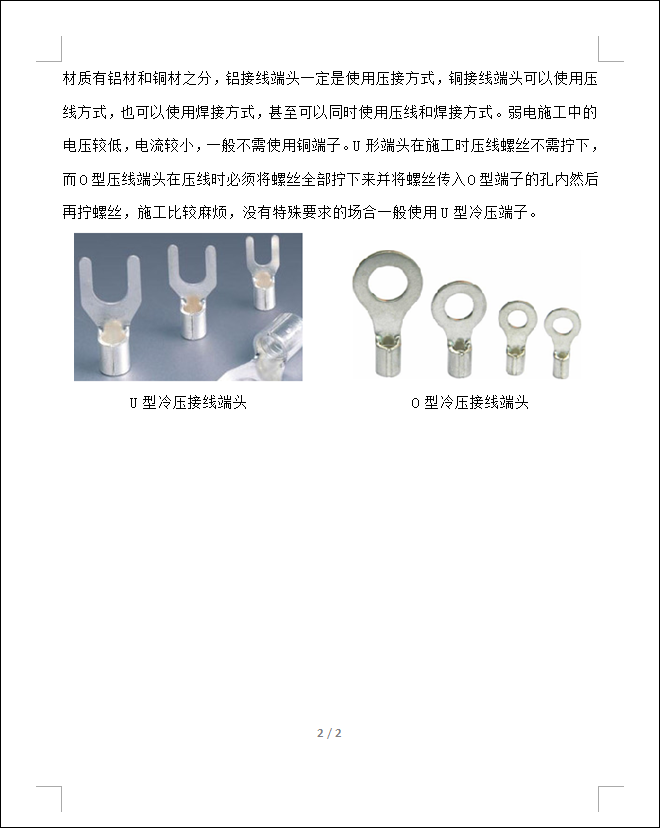 材质有铝材和铜材之分，铝接线端头一定是使用压接方式，铜接线端头可以使用压
线方式，也可以使用焊接方式，甚至可以同时使用压线和焊接方式。弱电施工中的
电压较低，电流较小，一般不需使用铜端子。U 形端头在施工时压线螺丝不需拧下，
而 O 型压线端头在压线时必须将螺丝全部拧下来并将螺丝传入 O 型端子的孔内然后
再拧螺丝，施工比较麻烦，没有特殊要求的场合一般使用 U 型冷压端子。
U 型冷压接线端头
O 型冷压接线端头
2 / 2